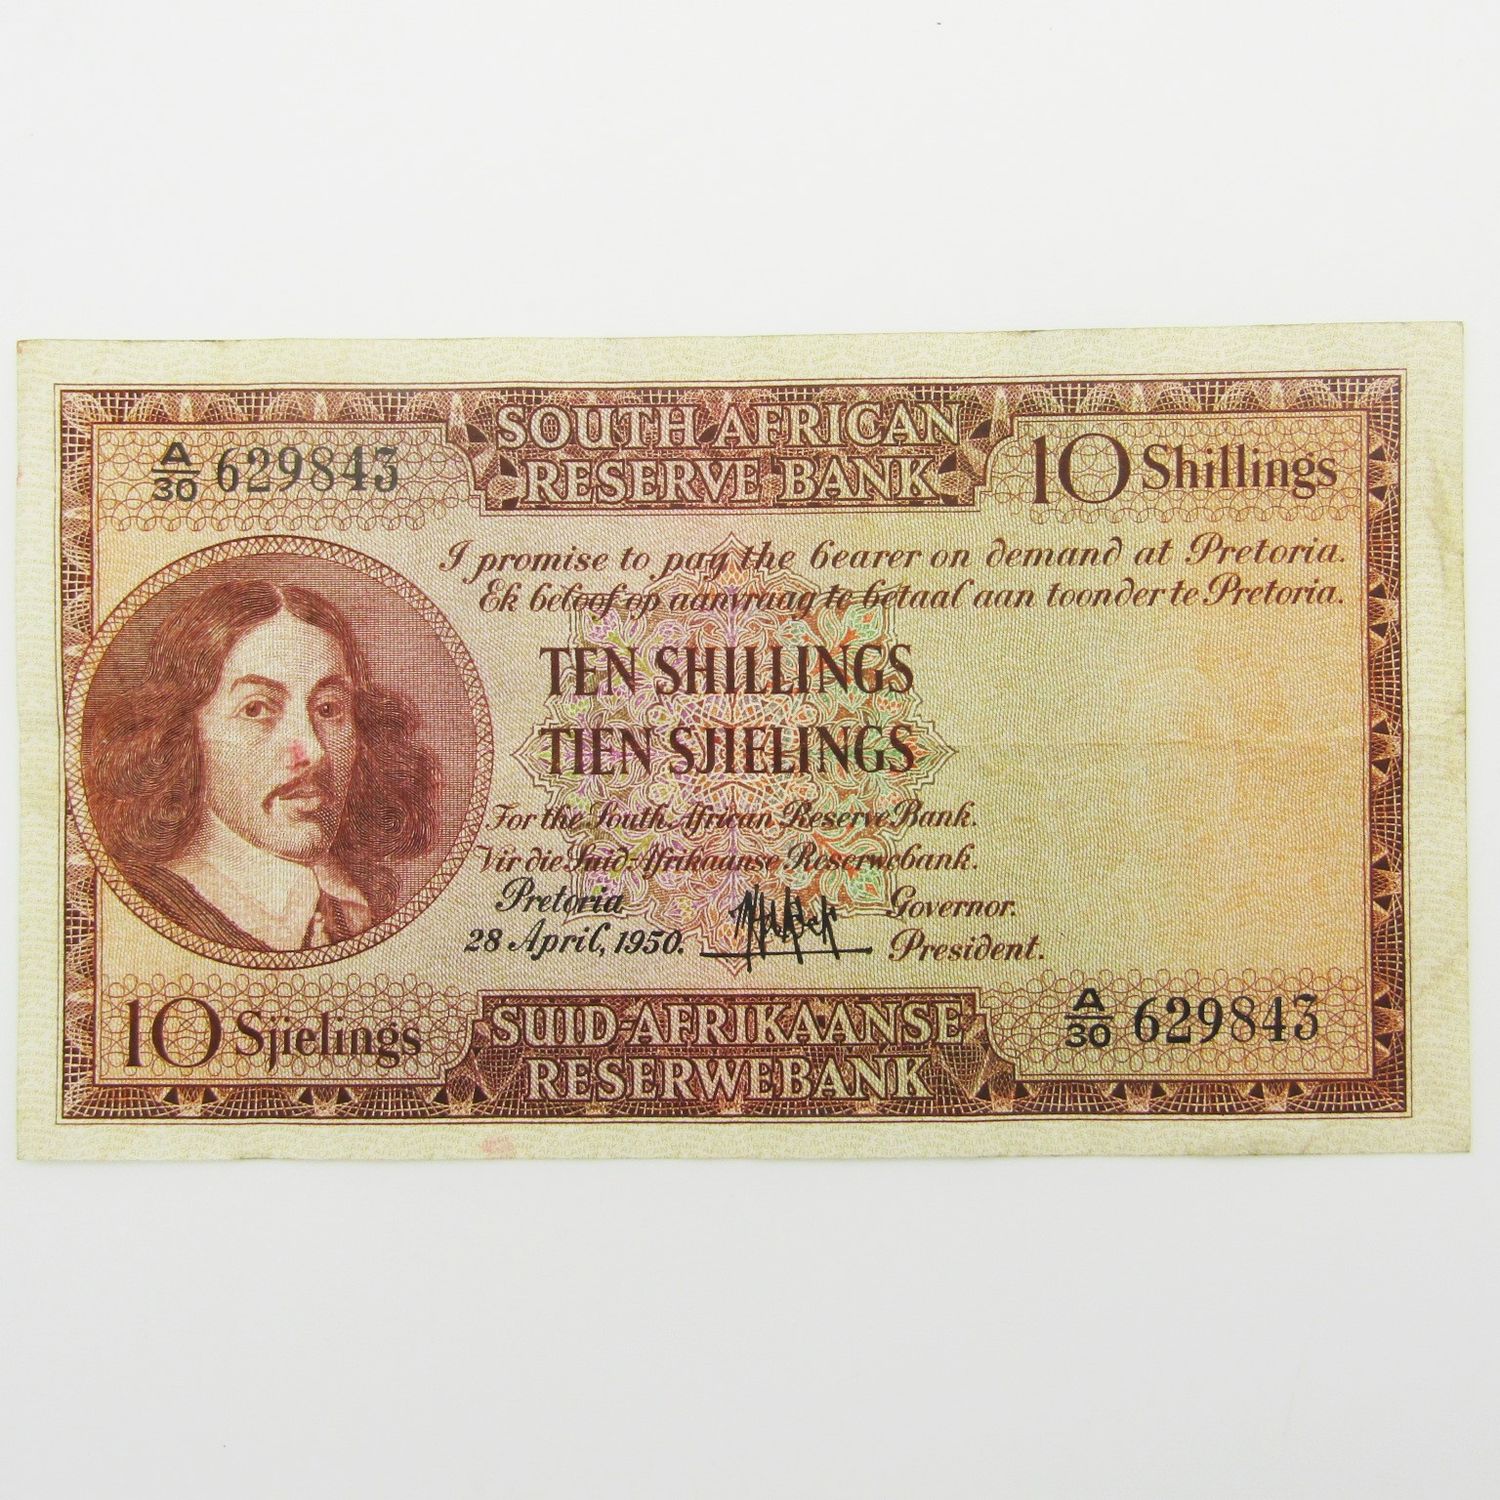 SOUTH AFRICAN
RESERVE BANK
A/30 629843
10 Shillings
I promise to pay the bearer on demand at Pretoria.
Ek beloof op aanvraag te betaal aan toonder te Pretoria.
TEN SHILLINGS
TIEN SJIELINGS
For the South African Reserve Bank.
Vir die Suid-Afrikaanse Reserwebank.
Pretoria
28 April, 1950.
Governor.
President.
10 Sjielings
SUID-AFRIKAANSE
RESERWEBANK
A/30 629843